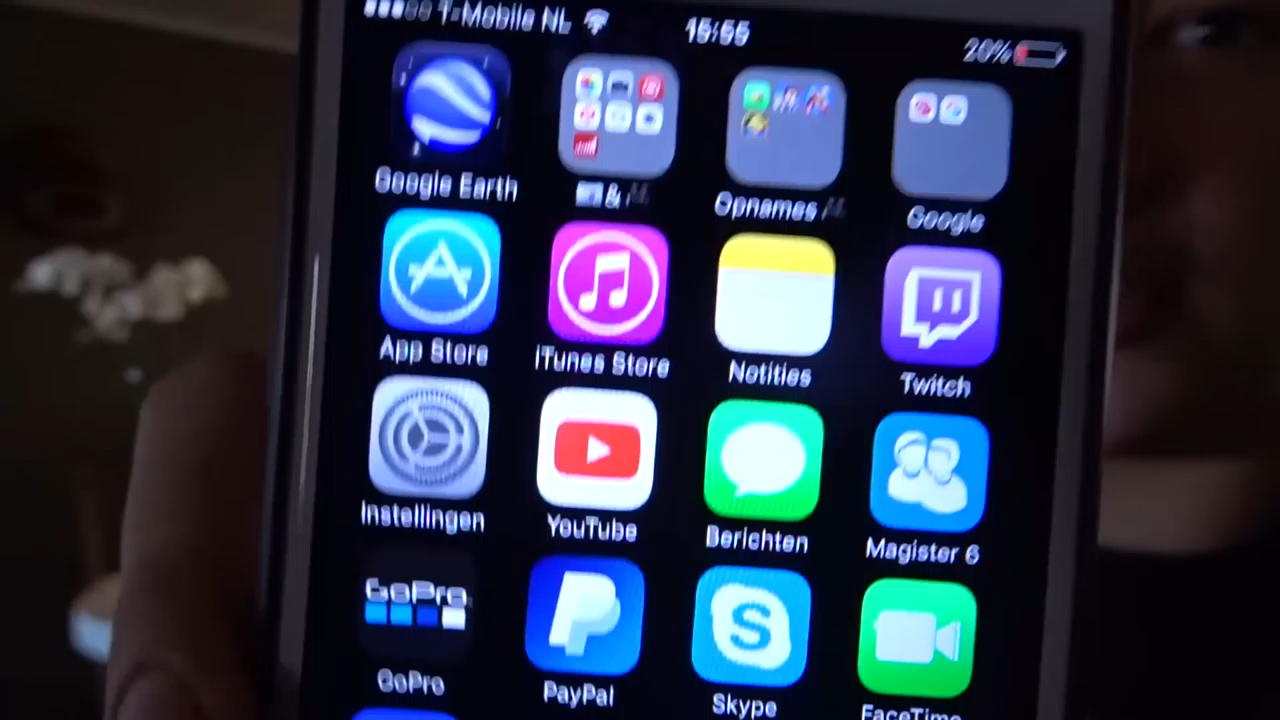 T-Mobile NL 15:55 20%
Google Earth & Opnames Google
App Store iTunes Store Notities Twitch
Instellingen YouTube Berichten Magister 6
GoPro
GoPro PayPal Skype FaceTime